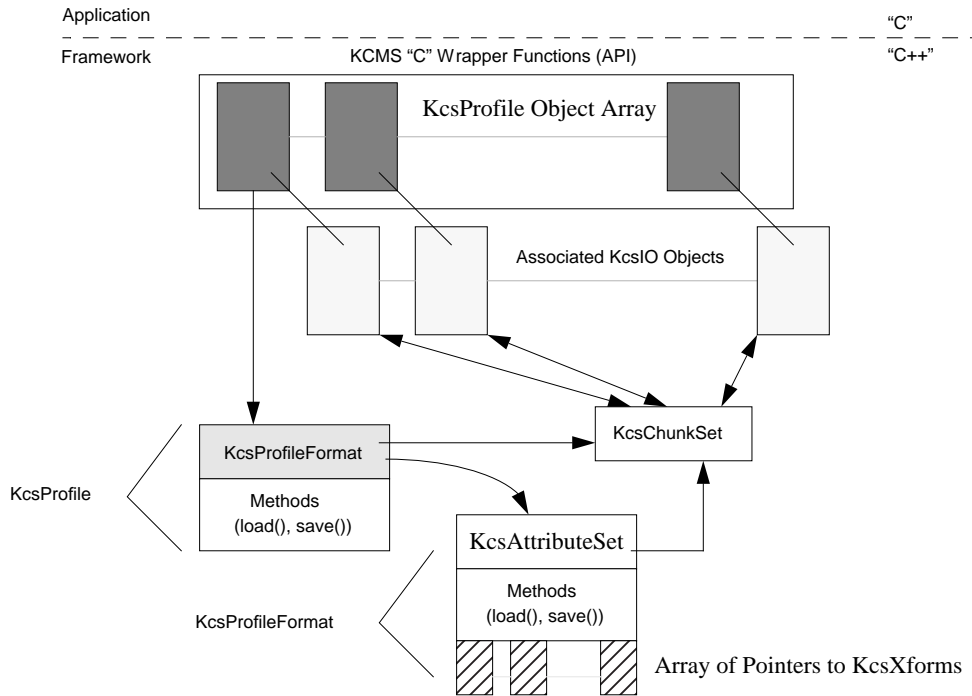 Application
“C”
Framework
KCMS “C” Wrapper Functions (API)
“C++”
KcsProfile Object Array
Associated KcsIO Objects
KcsChunkSet
KcsProfileFormat
KcsProfile
Methods
(load(), save())
KcsAttributeSet
Methods
(load(), save())
KcsProfileFormat
Array of Pointers to KcsXforms